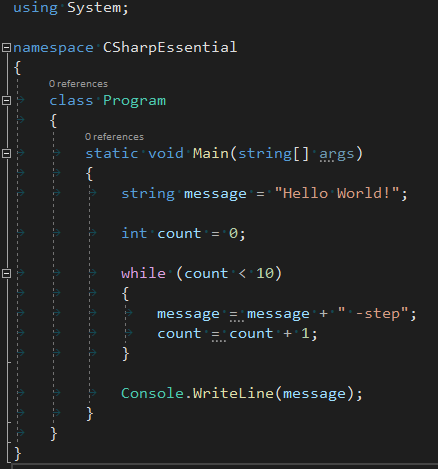 using System;
namespace CSharpEssential
{
0 references
class Program
{
0 references
static void Main(string[] args)
{
string message = "Hello World!";
int count = 0;
while (count < 10)
{
message = message + " -step";
count = count + 1;
}
Console.WriteLine(message);
}
}
}